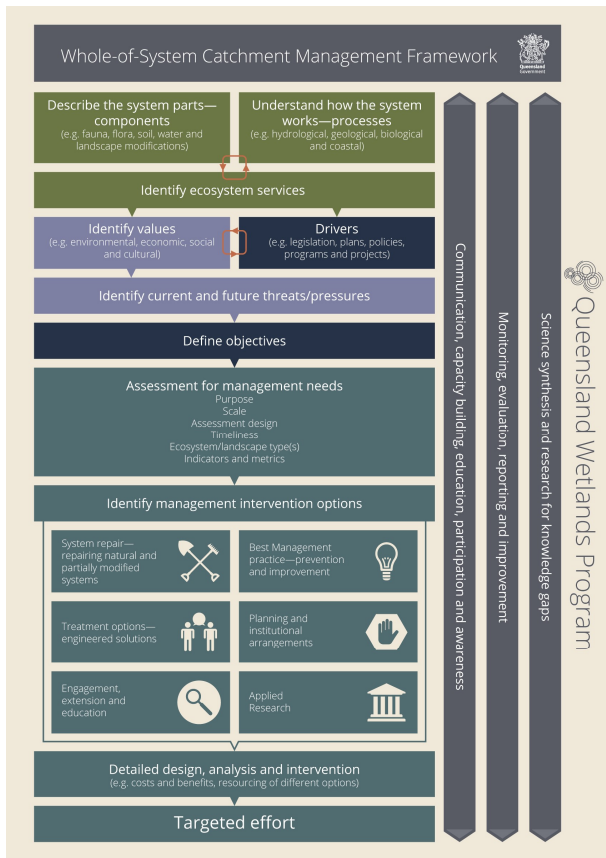 Whole-of-System Catchment Management Framework
Queensland
Government
Describe the system parts—
components
(e.g. fauna, flora, soil, water and
landscape modifications)
Understand how the system
works—processes
(e.g. hydrological, geological, biological
and coastal)
Identify ecosystem services
Identify values
(e.g. environmental, economic, social
and cultural)
Drivers
(e.g. legislation, plans, policies,
programs and projects)
Identify current and future threats/pressures
Define objectives
Assessment for management needs
Purpose
Scale
Assessment design
Timeliness
Ecosystem/landscape type(s)
Indicators and metrics
Identify management intervention options
System repair—
repairing natural and
partially modified
systems
Best Management
practice—prevention
and improvement
Treatment options—
engineered solutions
Planning and
institutional
arrangements
Engagement,
extension and
education
Applied
Research
Detailed design, analysis and intervention
(e.g. costs and benefits, resourcing of different options)
Targeted effort
Communication, capacity building, education, participation and awareness
Monitoring, evaluation, reporting and improvement
Science synthesis and research for knowledge gaps
Queensland Wetlands Program